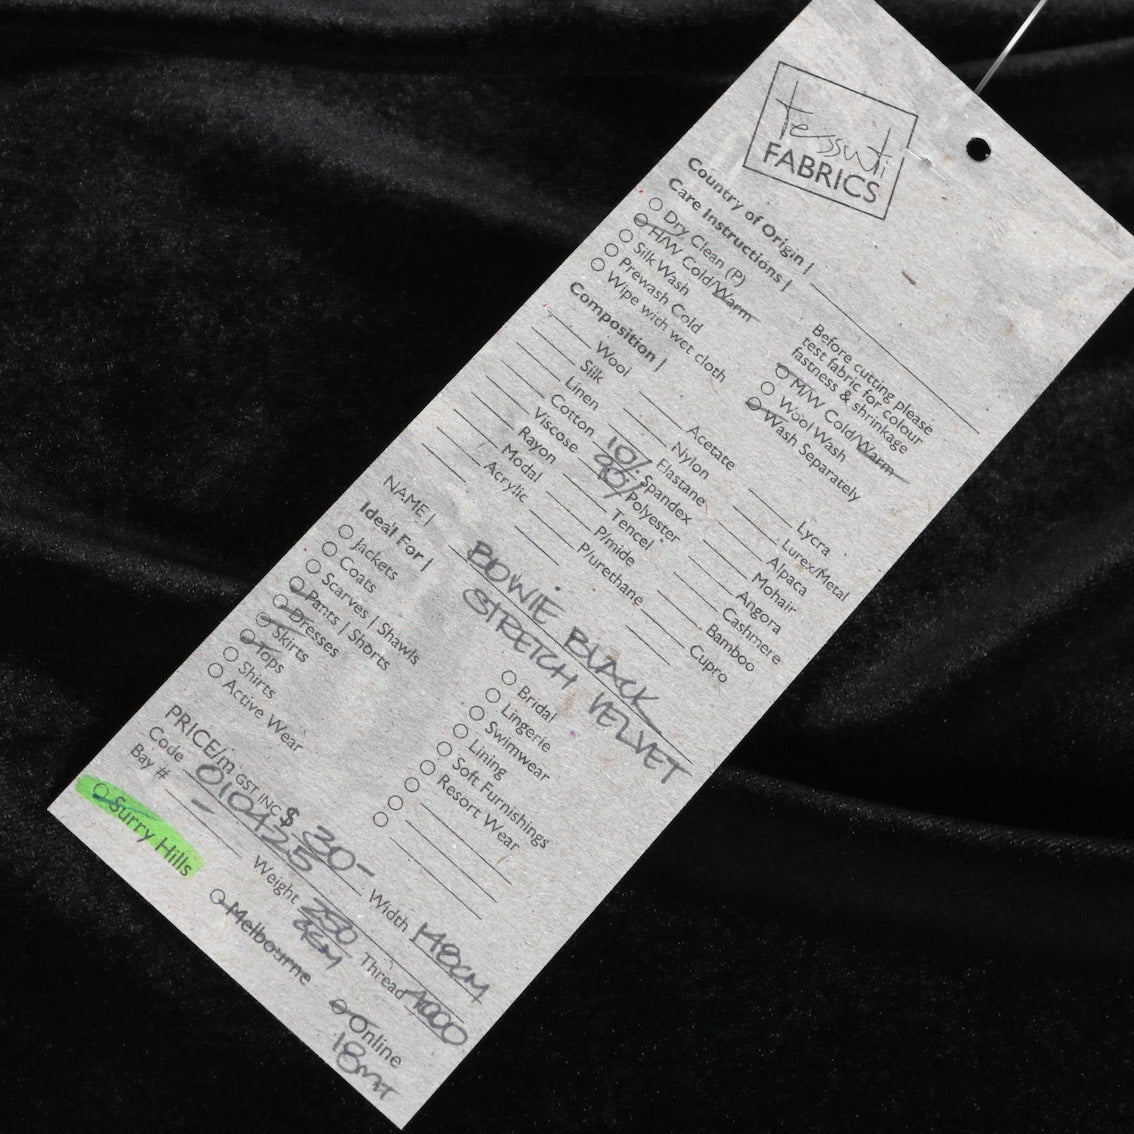 tessuti
FABRICS
Country of Origin |
Care Instructions |
Dry Clean (P)
H/W Cold/Warm
Silk Wash
Prewash Cold
Wipe with wet cloth
Before cutting please
test fabric for colour
fastness & shrinkage
M/W Cold/Warm
Wool Wash
Wash Separately
Composition |
Wool
Silk
Linen
Cotton
Viscose
Rayon
Modal
Acrylic
Acetate
Nylon
Elastane
10% Spandex
90% Polyester
Tencel
P/mide
P/urethane
Lycra
Lurex/Metal
Alpaca
Mohair
Angora
Cashmere
Bamboo
Cupro
NAME | BOWIE BLACK
STRETCH VELVET
Ideal For |
Jackets
Coats
Scarves | Shawls
Pants | Shorts
Dresses
Skirts
Tops
Shirts
Active Wear
Bridal
Lingerie
Swimwear
Lining
Soft Furnishings
Resort Wear
PRICE/m GST INC $ 30- Width 148CM
Code 010425 Weight GSM Thread A000
Bay # -
Surry Hills
Melbourne
Online
18mt